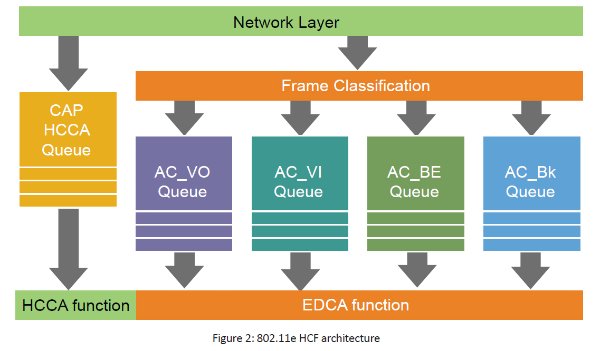 Network Layer
Frame Classification
CAP
HCCA
Queue
AC_VO
Queue
AC_VI
Queue
AC_BE
Queue
AC_Bk
Queue
HCCA function
EDCA function
Figure 2: 802.11e HCF architecture